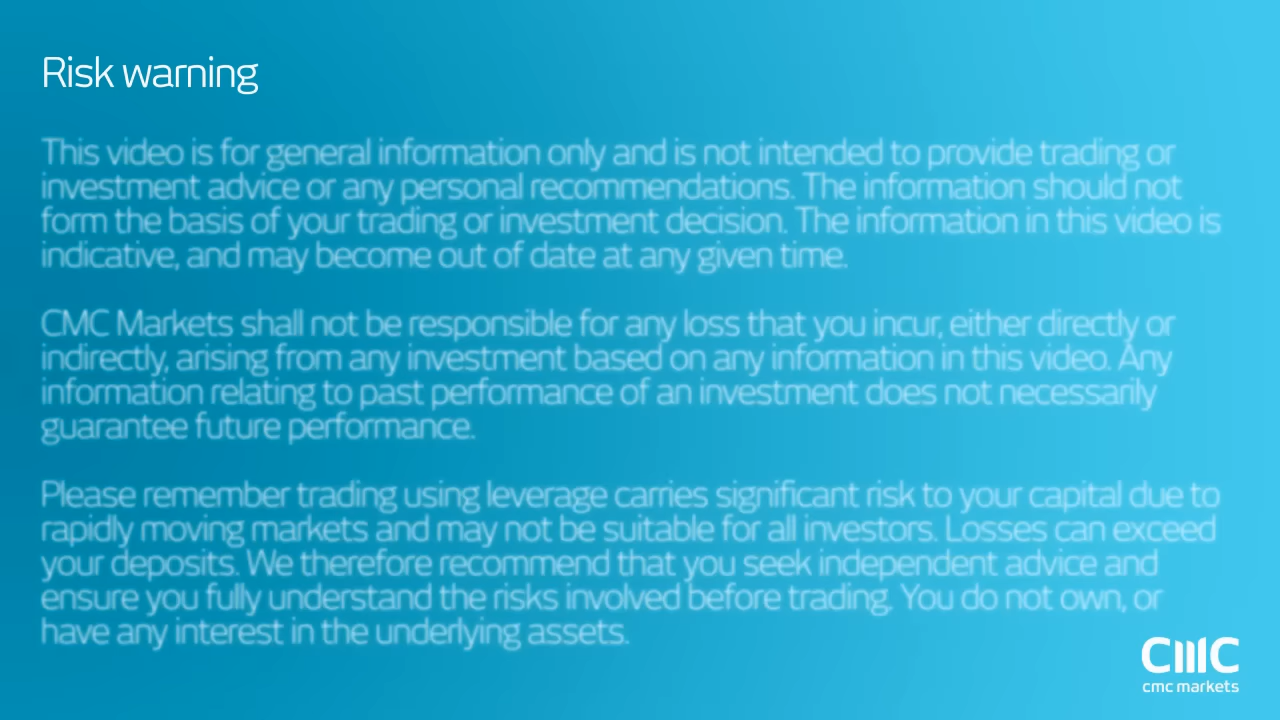 Risk warning
This video is for general information only and is not intended to provide trading or
investment advice or any personal recommendations. The information should not
form the basis of your trading or investment decision. The information in this video is
indicative, and may become out of date at any given time.
CMC Markets shall not be responsible for any loss that you incur, either directly or
indirectly, arising from any investment based on any information in this video. Any
information relating to past performance of an investment does not necessarily
guarantee future performance.
Please remember trading using leverage carries significant risk to your capital due to
rapidly moving markets and may not be suitable for all investors. Losses can exceed
your deposits. We therefore recommend that you seek independent advice and
ensure you fully understand the risks involved before trading. You do not own, or
have any interest in the underlying assets.
CMC
cmc markets